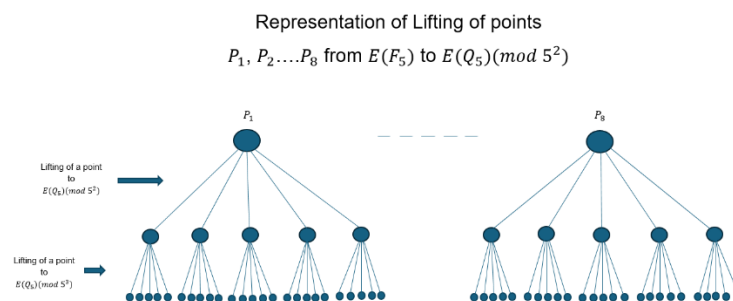 Representation of Lifting of points
P₁, P₂....P₈ from E(F₅) to E(Q₅)(mod 5²)
P₁
P₈
Lifting of a point
to
E(Q₅)(mod 5²)
Lifting of a point
to
E(Q₅)(mod 5³)